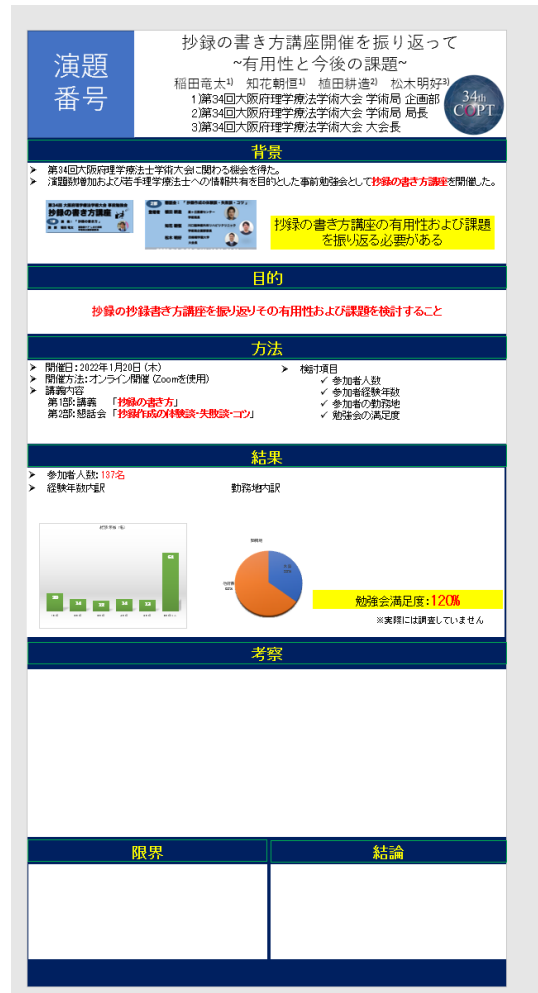 演題
番号
抄録の書き方講座開催を振り返って
~有用性と今後の課題~
稲田竜太1) 知花朝恒1) 植田耕造2) 松木明好3)
1)第34回大阪府理学療法学術大会 学術局 企画部
2)第34回大阪府理学療法学術大会 学術局 局長
3)第34回大阪府理学療法学術大会 大会長
34th
COPT
背景
➤ 第34回大阪府理学療法士学術大会に関わる機会を得た。
➤ 演題数増加および若手理学療法士への情報共有を目的とした事前勉強会として抄録の書き方講座を開催した。
抄録の書き方講座
抄録の書き方講座の有用性および課題
を振り返る必要がある
目的
抄録の抄録書き方講座を振り返りその有用性および課題を検討すること
方法
➤ 開催日：2022年1月20日（木）
➤ 開催方法：オンライン開催（Zoomを使用）
➤ 講義内容
第1部：講義 「抄録の書き方」
第2部：懇話会「抄録作成の体験談・失敗談・コツ」
➤ 検討項目
✓ 参加者人数
✓ 参加者経験年数
✓ 参加者の勤務地
✓ 勉強会の満足度
結果
➤ 参加者人数：137名
➤ 経験年数内訳
勤務地内訳
勉強会満足度：120%
※実際には調査していません
考察
限界
結論